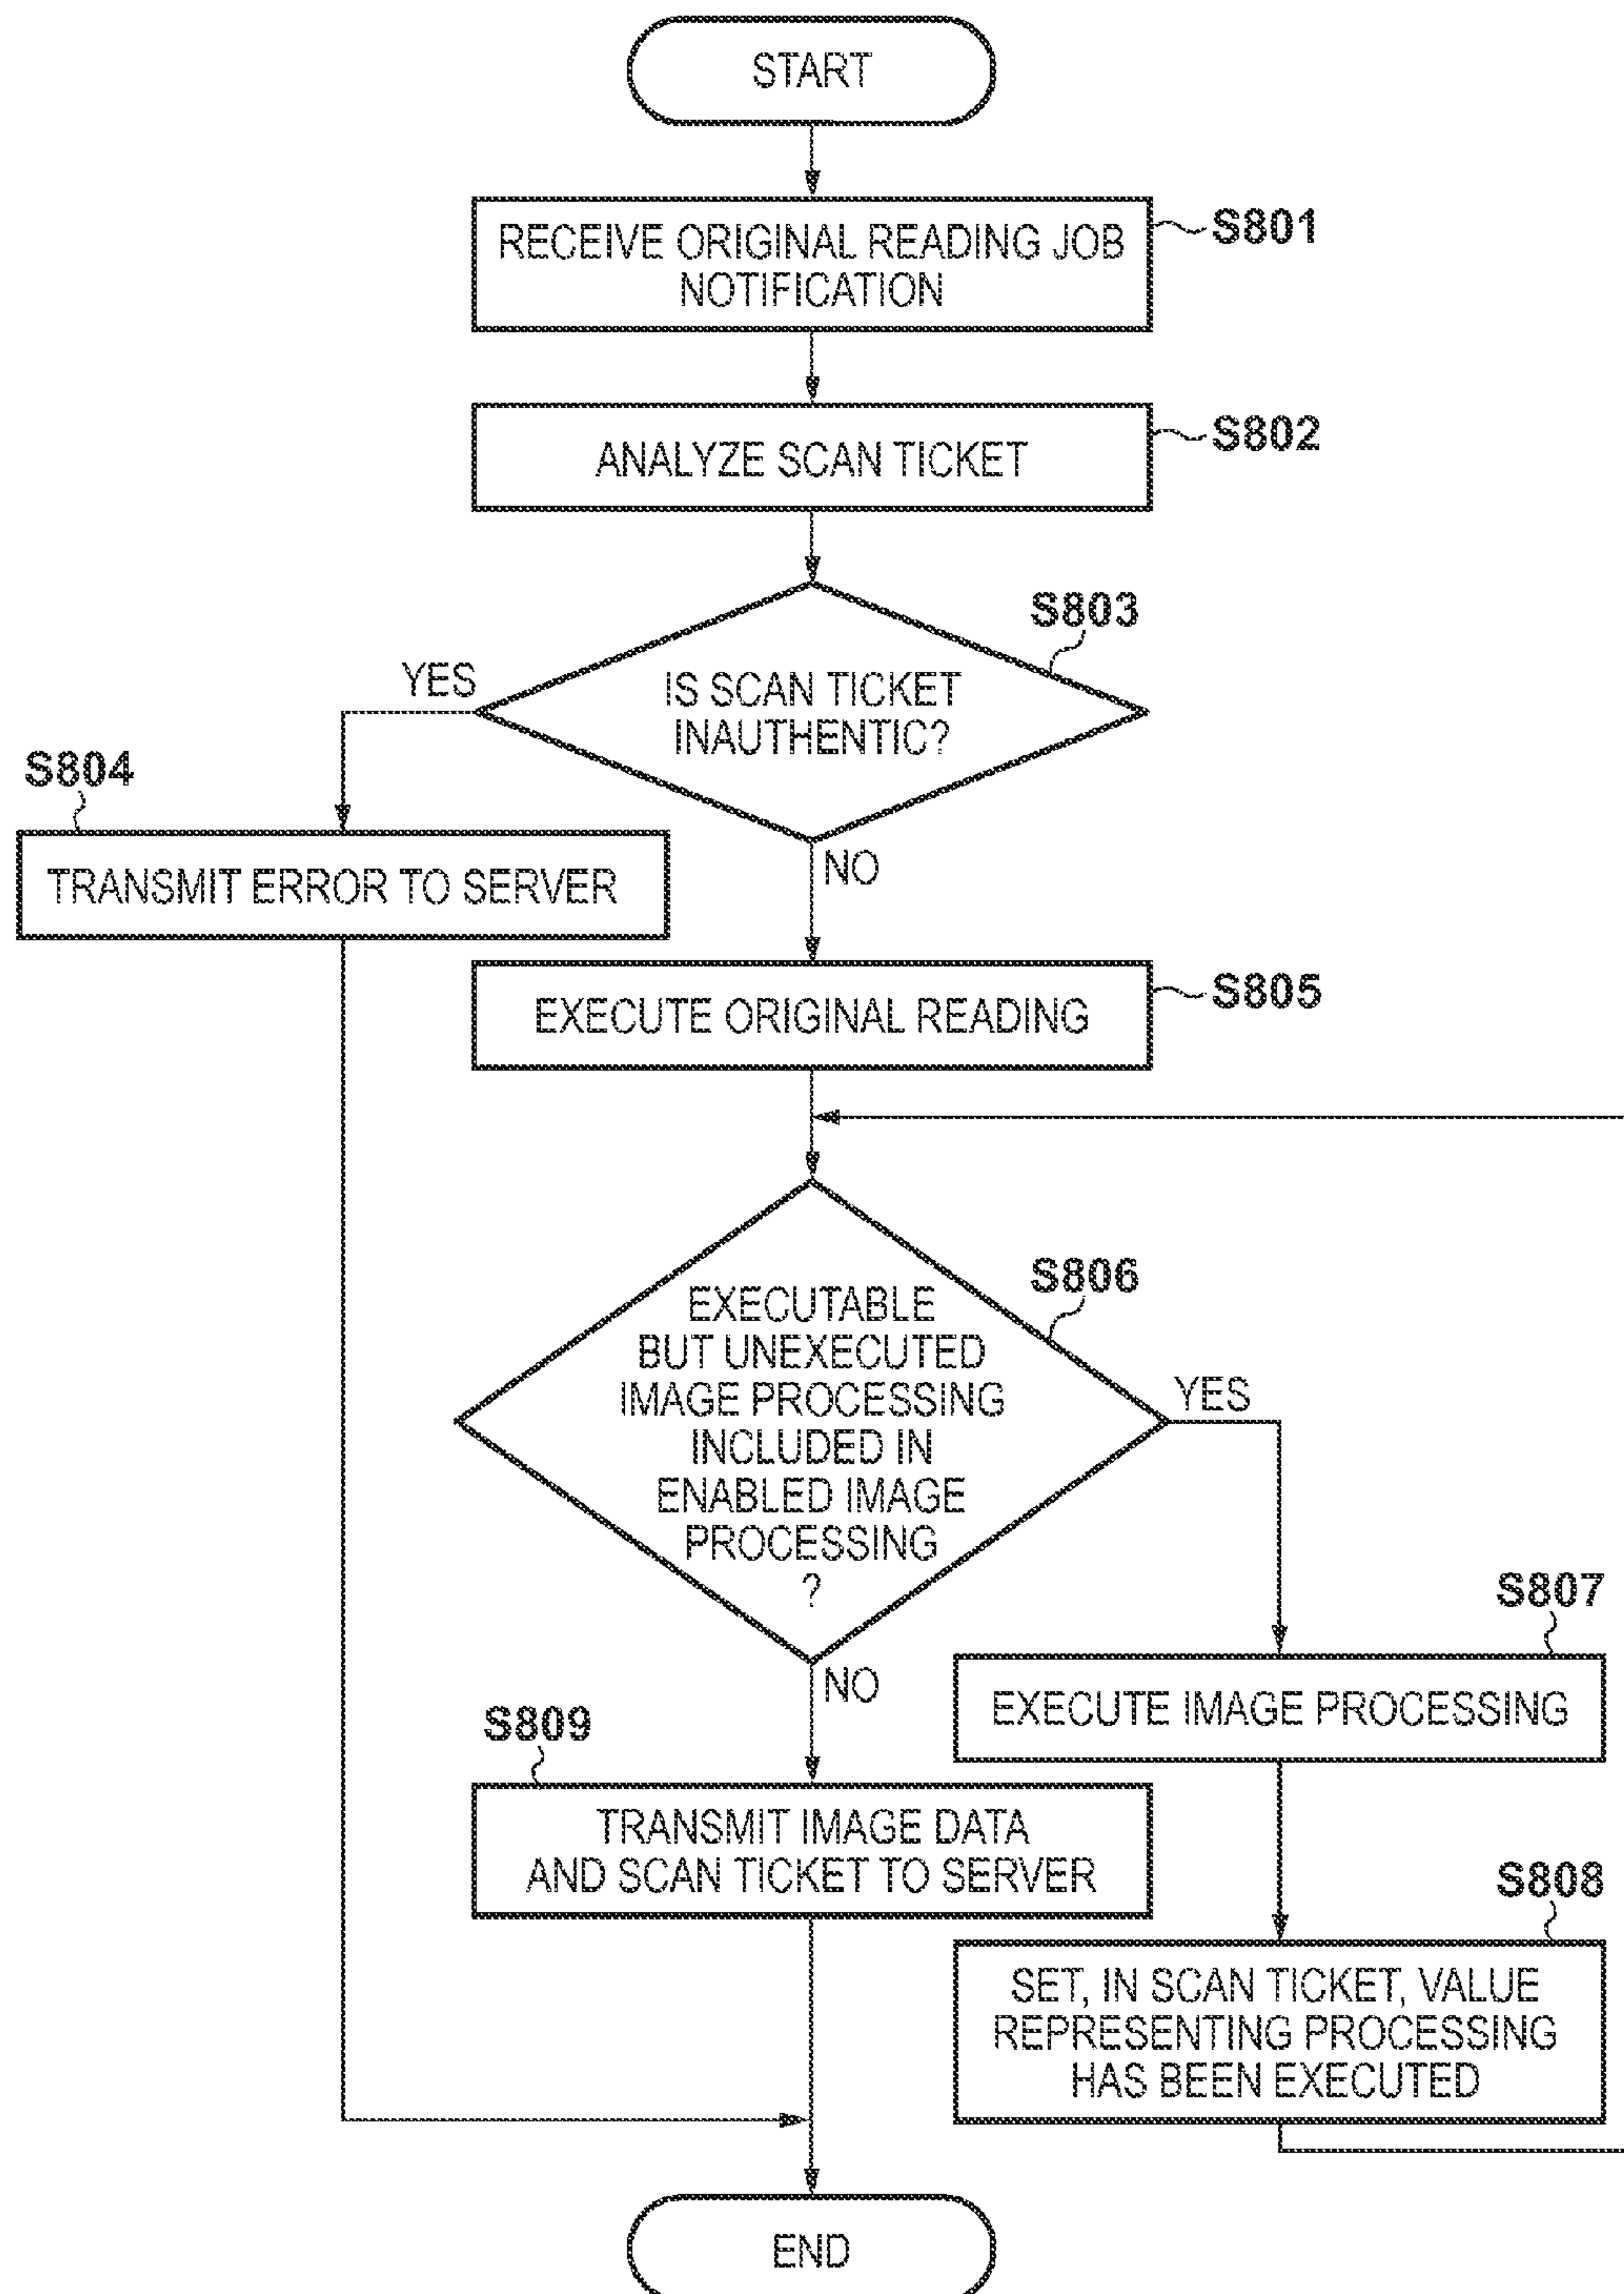 START
RECEIVE ORIGINAL READING JOB
NOTIFICATION
S801
ANALYZE SCAN TICKET
S802
S803
YES
IS SCAN TICKET
INAUTHENTIC?
S804
NO
TRANSMIT ERROR TO SERVER
EXECUTE ORIGINAL READING
S805
S806
EXECUTABLE
BUT UNEXECUTED
IMAGE PROCESSING
INCLUDED IN
ENABLED IMAGE
PROCESSING
?
YES
S807
NO
EXECUTE IMAGE PROCESSING
S809
TRANSMIT IMAGE DATA
AND SCAN TICKET TO SERVER
S808
SET, IN SCAN TICKET, VALUE
REPRESENTING PROCESSING
HAS BEEN EXECUTED
END